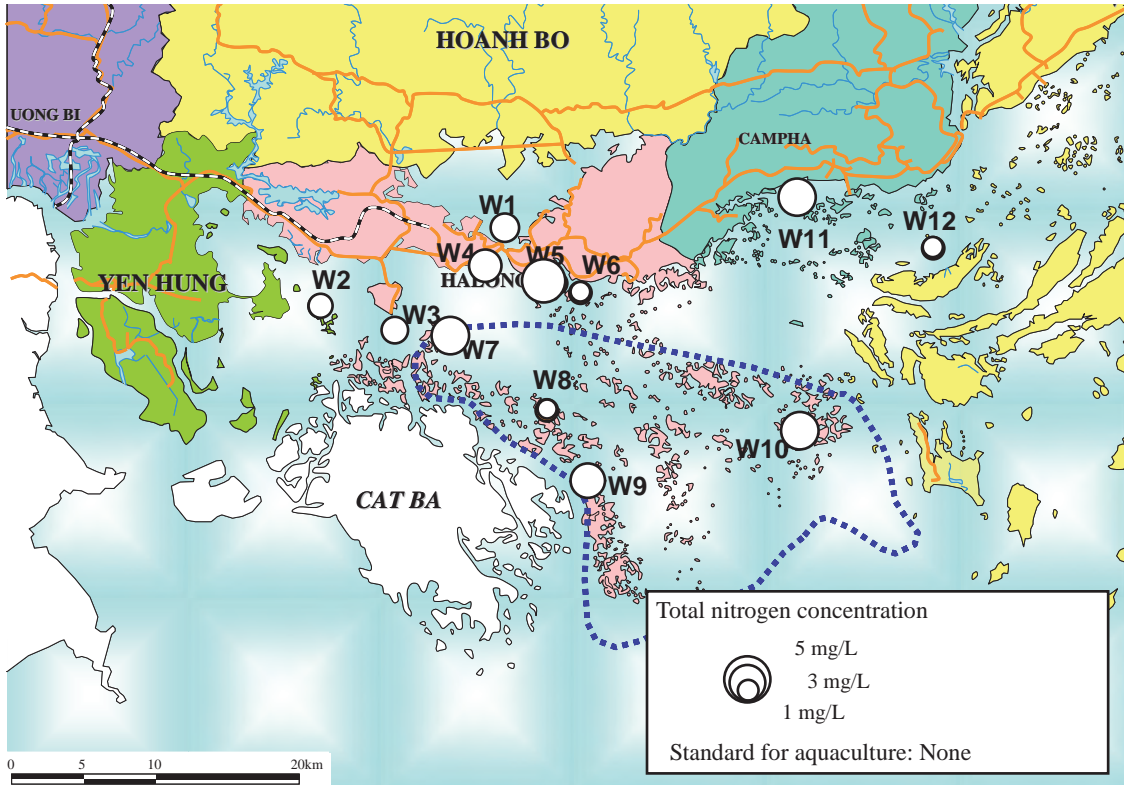 HOANH BO
UONG BI
CAMPHA
W1
W12
W11
W4
W5
W6
HALONG
YEN HUNG
W2
W3
W7
W8
W10
W9
CAT BA
Total nitrogen concentration
5 mg/L
3 mg/L
1 mg/L
Standard for aquaculture: None
0 5 10 20km